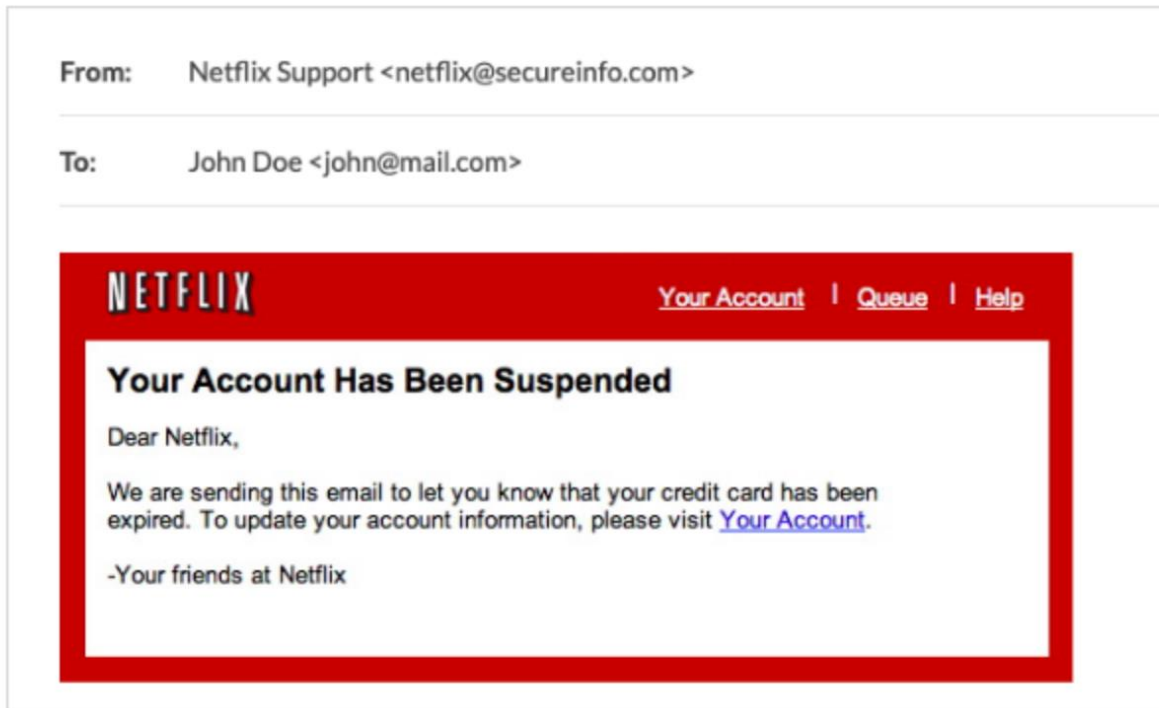 From: Netflix Support <netflix@secureinfo.com>
To: John Doe <john@mail.com>
NETFLIX
Your Account | Queue | Help
Your Account Has Been Suspended
Dear Netflix,
We are sending this email to let you know that your credit card has been
expired. To update your account information, please visit Your Account.
-Your friends at Netflix